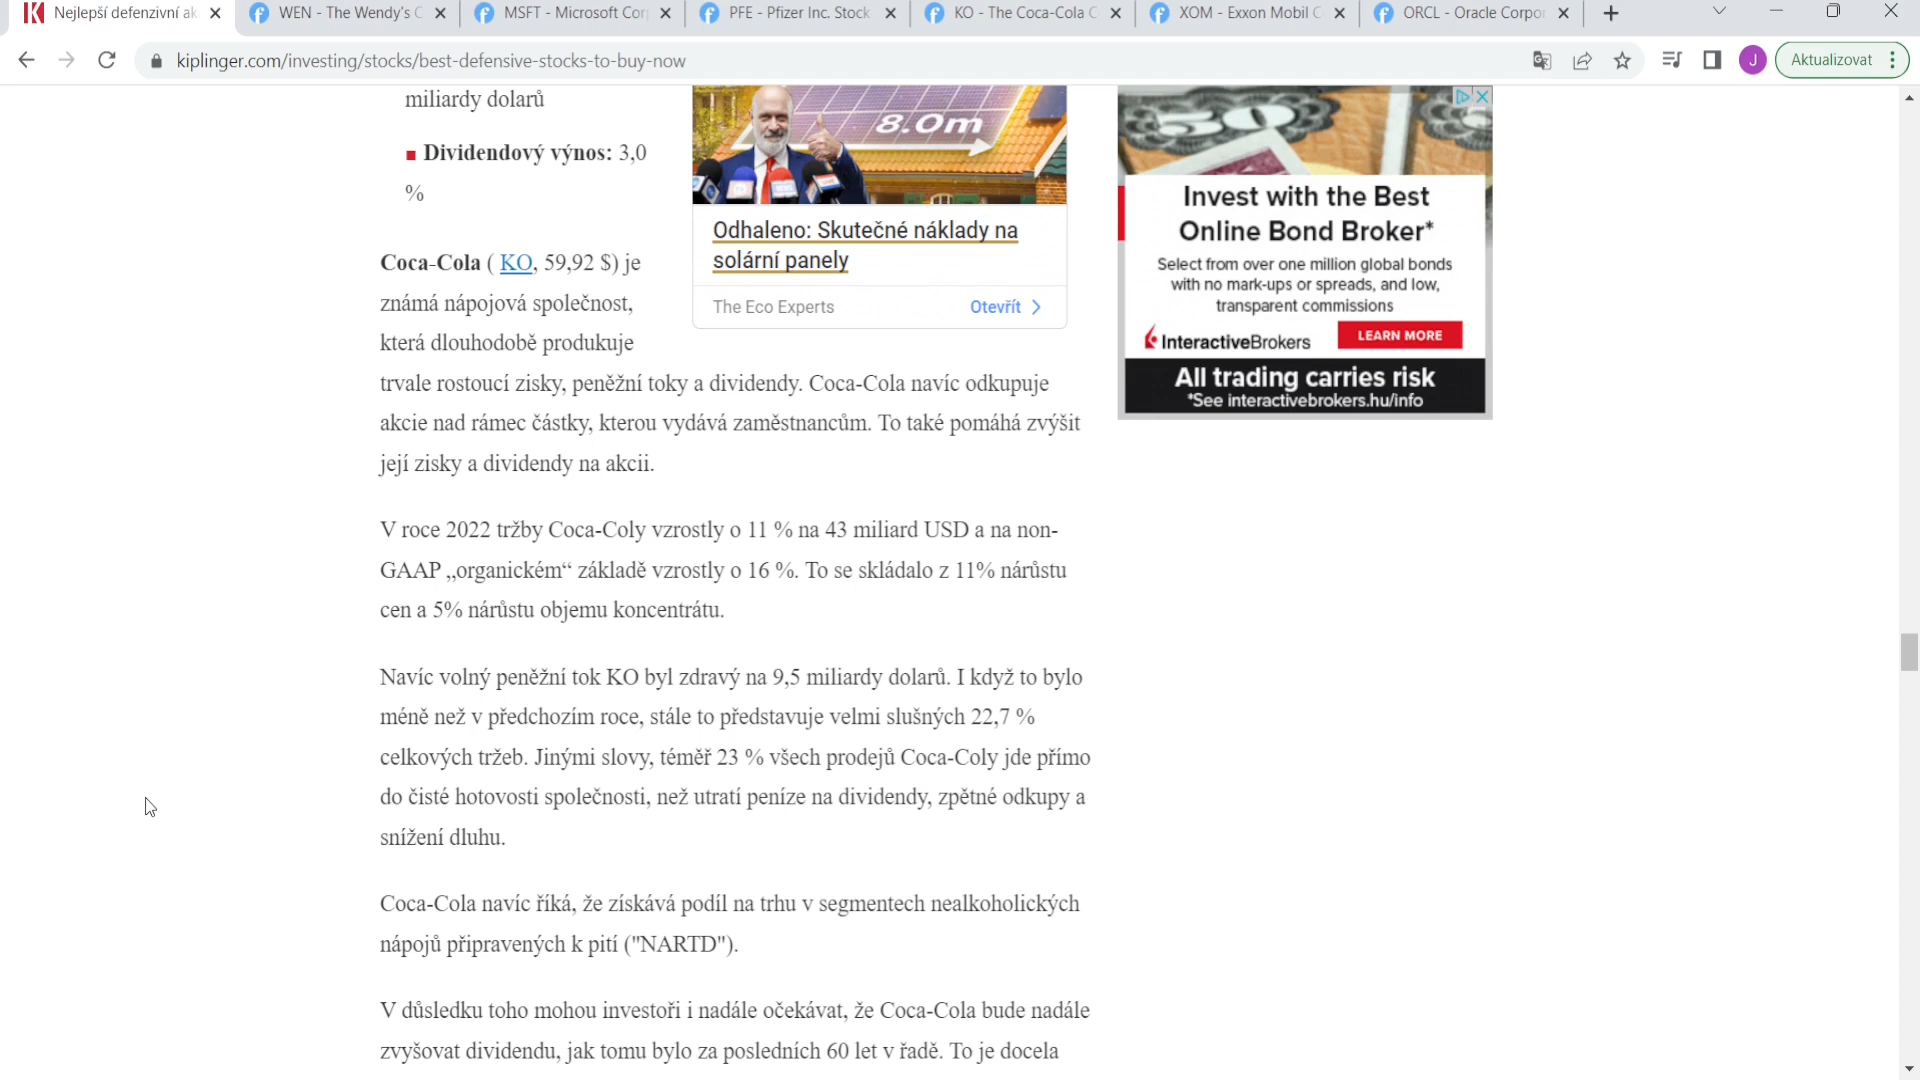 Nejlepší defenzivní ak
WEN - The Wendy's C
MSFT - Microsoft Corp
PFE - Pfizer Inc. Stock
KO - The Coca-Cola C
XOM - Exxon Mobil C
ORCL - Oracle Corpor
kiplinger.com/investing/stocks/best-defensive-stocks-to-buy-now
J
Aktualizovat
miliardy dolarů
Dividendový výnos: 3,0
%
Coca-Cola ( KO, 59,92 $) je
známá nápojová společnost,
která dlouhodobě produkuje
trvale rostoucí zisky, peněžní toky a dividendy. Coca-Cola navíc odkupuje
akcie nad rámec částky, kterou vydává zaměstnancům. To také pomáhá zvýšit
její zisky a dividendy na akcii.
V roce 2022 tržby Coca-Coly vzrostly o 11 % na 43 miliard USD a na non-
GAAP „organickém“ základě vzrostly o 16 %. To se skládalo z 11% nárůstu
cen a 5% nárůstu objemu koncentrátu.
Navíc volný peněžní tok KO byl zdravý na 9,5 miliardy dolarů. I když to bylo
méně než v předchozím roce, stále to představuje velmi slušných 22,7 %
celkových tržeb. Jinými slovy, téměř 23 % všech prodejů Coca-Coly jde přímo
do čisté hotovosti společnosti, než utratí peníze na dividendy, zpětné odkupy a
snížení dluhu.
Coca-Cola navíc říká, že získává podíl na trhu v segmentech nealkoholických
nápojů připravených k pití ("NARTD").
V důsledku toho mohou investoři i nadále očekávat, že Coca-Cola bude nadále
zvyšovat dividendu, jak tomu bylo za posledních 60 let v řadě. To je docela
8.0m
Odhaleno: Skutečné náklady na
solární panely
The Eco Experts
Otevřít
Invest with the Best
Online Bond Broker*
Select from over one million global bonds
with no mark-ups or spreads, and low,
transparent commissions
InteractiveBrokers
LEARN MORE
All trading carries risk
*See interactivebrokers.hu/info